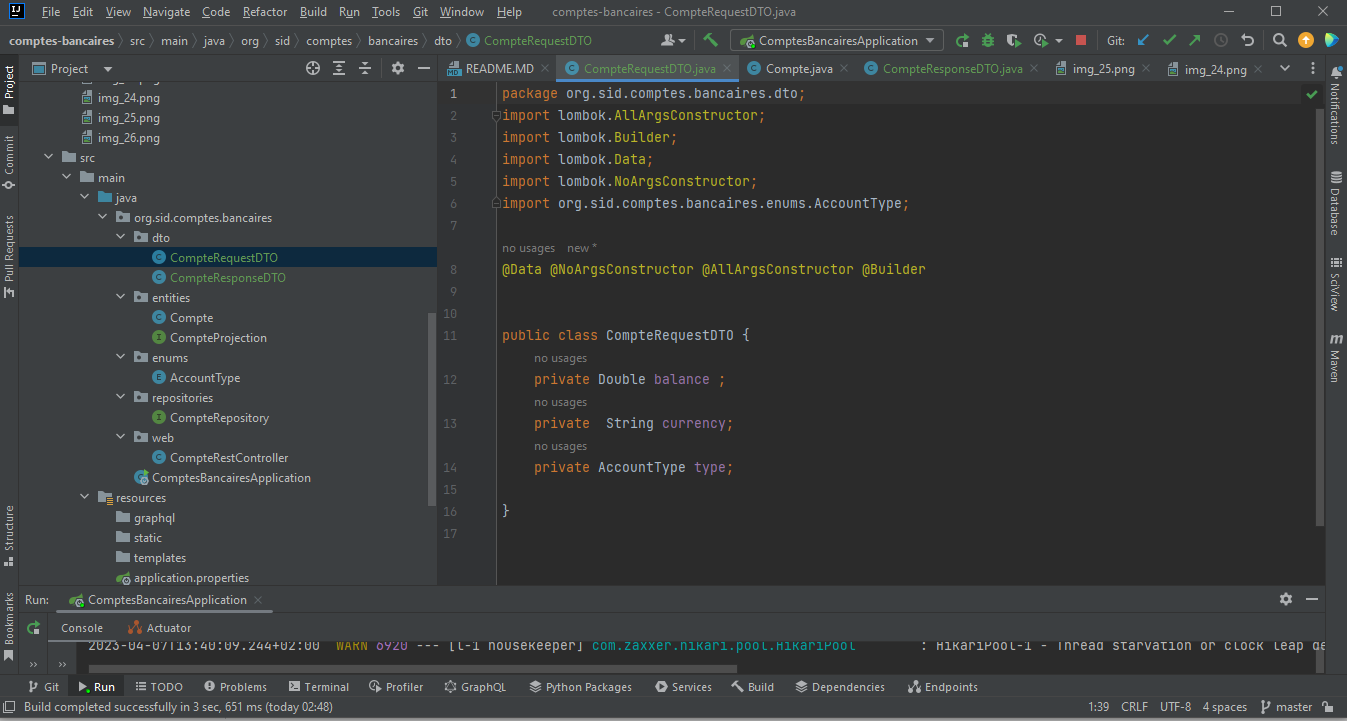 File Edit View Navigate Code Refactor Build Run Tools Git Window Help comptes-bancaires - CompteRequestDTO.java
comptes-bancaires src main java org sid comptes bancaires dto CompteRequestDTO ComptesBancairesApplication Git:
Project README.MD CompteRequestDTO.java Compte.java CompteResponseDTO.java img_25.png img_24.png
img_24.png
img_25.png
img_26.png
src
main
java
org.sid.comptes.bancaires
dto
CompteRequestDTO
CompteResponseDTO
entities
Compte
CompteProjection
enums
AccountType
repositories
CompteRepository
web
CompteRestController
ComptesBancairesApplication
resources
graphql
static
templates
application.properties
1 package org.sid.comptes.bancaires.dto;
2 import lombok.AllArgsConstructor;
3 import lombok.Builder;
4 import lombok.Data;
5 import lombok.NoArgsConstructor;
6 import org.sid.comptes.bancaires.enums.AccountType;
7
no usages new *
8 @Data @NoArgsConstructor @AllArgsConstructor @Builder
9
10
11 public class CompteRequestDTO {
no usages
12 private Double balance ;
no usages
13 private String currency;
no usages
14 private AccountType type;
15
16 }
17
Project
Commit
Pull Requests
Structure
Bookmarks
Notifications
Database
SciView
Maven
Run: ComptesBancairesApplication
Console Actuator
2023-04-07T13:40:09.244+02:00 WARN 6920 --- [l-1 housekeeper] com.zaxxer.hikari.pool.HikariPool : HikariPool-1 - Thread starvation or clock leap de
Git Run TODO Problems Terminal Profiler GraphQL Python Packages Services Build Dependencies Endpoints
Build completed successfully in 3 sec, 651 ms (today 02:48) 1:39 CRLF UTF-8 4 spaces master